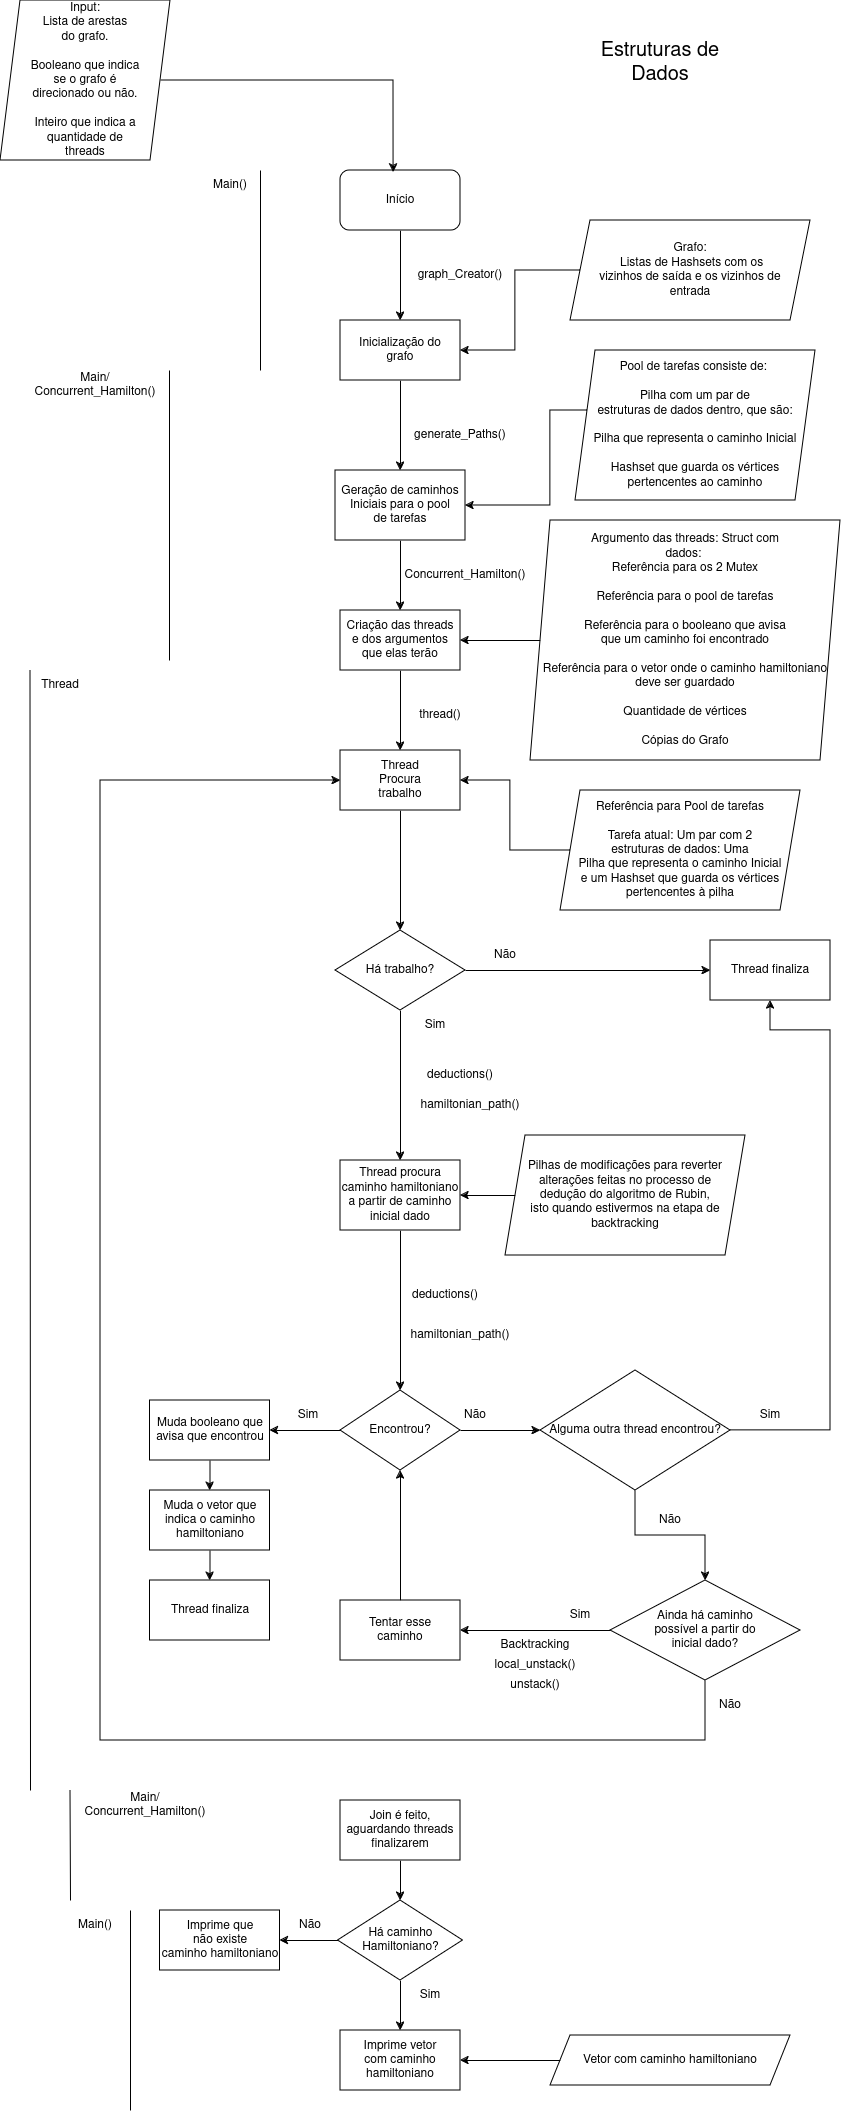 Input:
Lista de arestas
do grafo.
Booleano que indica
se o grafo é
direcionado ou não.
Inteiro que indica a
quantidade de
threads
Estruturas de
Dados
Main()
Início
graph_Creator()
Grafo:
Listas de Hashsets com os
vizinhos de saída e os vizinhos de
entrada
Inicialização do
grafo
Main/
Concurrent_Hamilton()
generate_Paths()
Pool de tarefas consiste de:
Pilha com um par de
estruturas de dados dentro, que são:
Pilha que representa o caminho Inicial
Hashset que guarda os vértices
pertencentes ao caminho
Geração de caminhos
Iniciais para o pool
de tarefas
Concurrent_Hamilton()
Argumento das threads: Struct com
dados:
Referência para os 2 Mutex
Referência para o pool de tarefas
Referência para o booleano que avisa
que um caminho foi encontrado
Referência para o vetor onde o caminho hamiltoniano
deve ser guardado
Quantidade de vértices
Cópias do Grafo
Criação das threads
e dos argumentos
que elas terão
Thread
thread()
Thread
Procura
trabalho
Referência para Pool de tarefas
Tarefa atual: Um par com 2
estruturas de dados: Uma
Pilha que representa o caminho Inicial
e um Hashset que guarda os vértices
pertencentes à pilha
Há trabalho?
Não
Thread finaliza
Sim
deductions()
hamiltonian_path()
Thread procura
caminho hamiltoniano
a partir de caminho
inicial dado
Pilhas de modificações para reverter
alterações feitas no processo de
dedução do algoritmo de Rubin,
isto quando estivermos na etapa de
backtracking
deductions()
hamiltonian_path()
Muda booleano que
avisa que encontrou
Sim
Encontrou?
Não
Alguma outra thread encontrou?
Sim
Muda o vetor que
indica o caminho
hamiltoniano
Não
Thread finaliza
Tentar esse
caminho
Sim
Backtracking
local_unstack()
unstack()
Ainda há caminho
possível a partir do
inicial dado?
Não
Main/
Concurrent_Hamilton()
Join é feito,
aguardando threads
finalizarem
Main()
Imprime que
não existe
caminho hamiltoniano
Não
Há caminho
Hamiltoniano?
Sim
Imprime vetor
com caminho
hamiltoniano
Vetor com caminho hamiltoniano